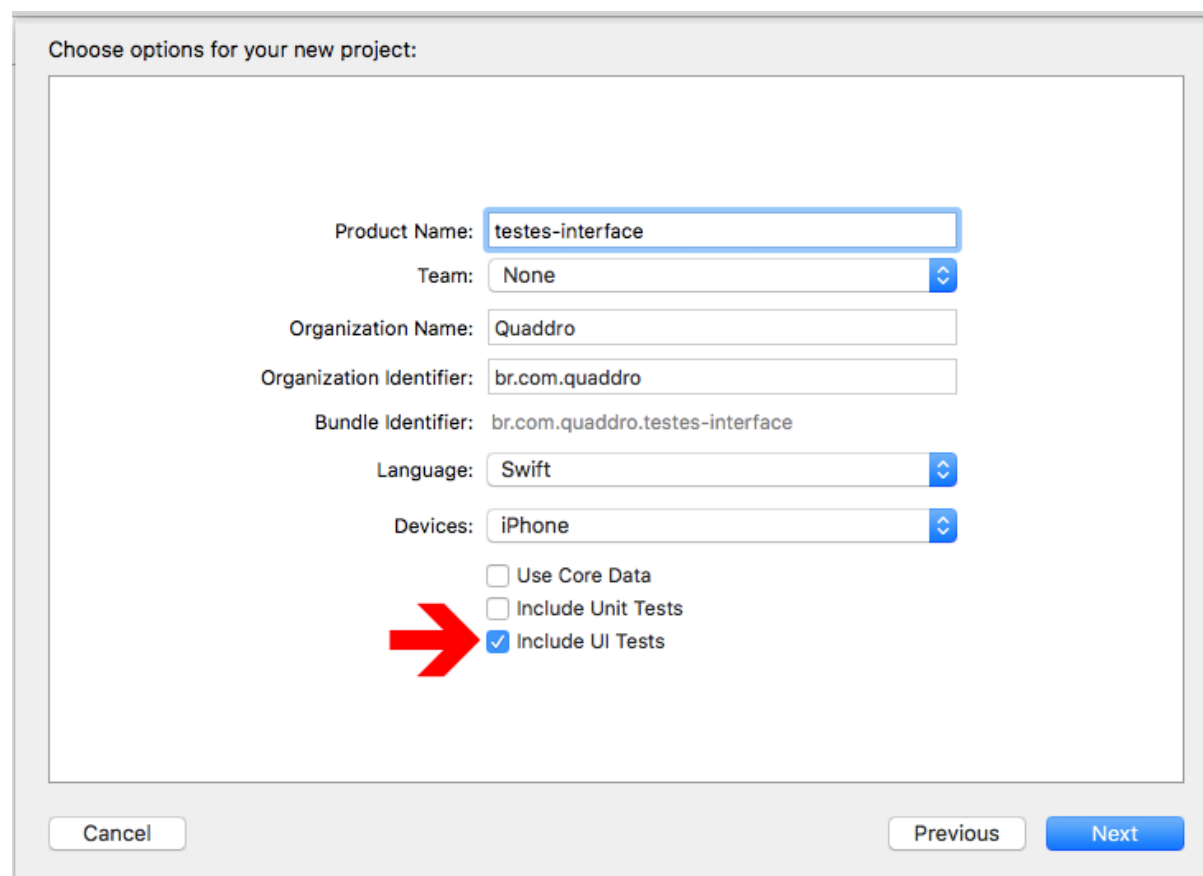 Choose options for your new project:
Product Name: testes-interface
Team: None
Organization Name: Quaddro
Organization Identifier: br.com.quaddro
Bundle Identifier: br.com.quaddro.testes-interface
Language: Swift
Devices: iPhone
Use Core Data
Include Unit Tests
Include UI Tests
Cancel Previous Next